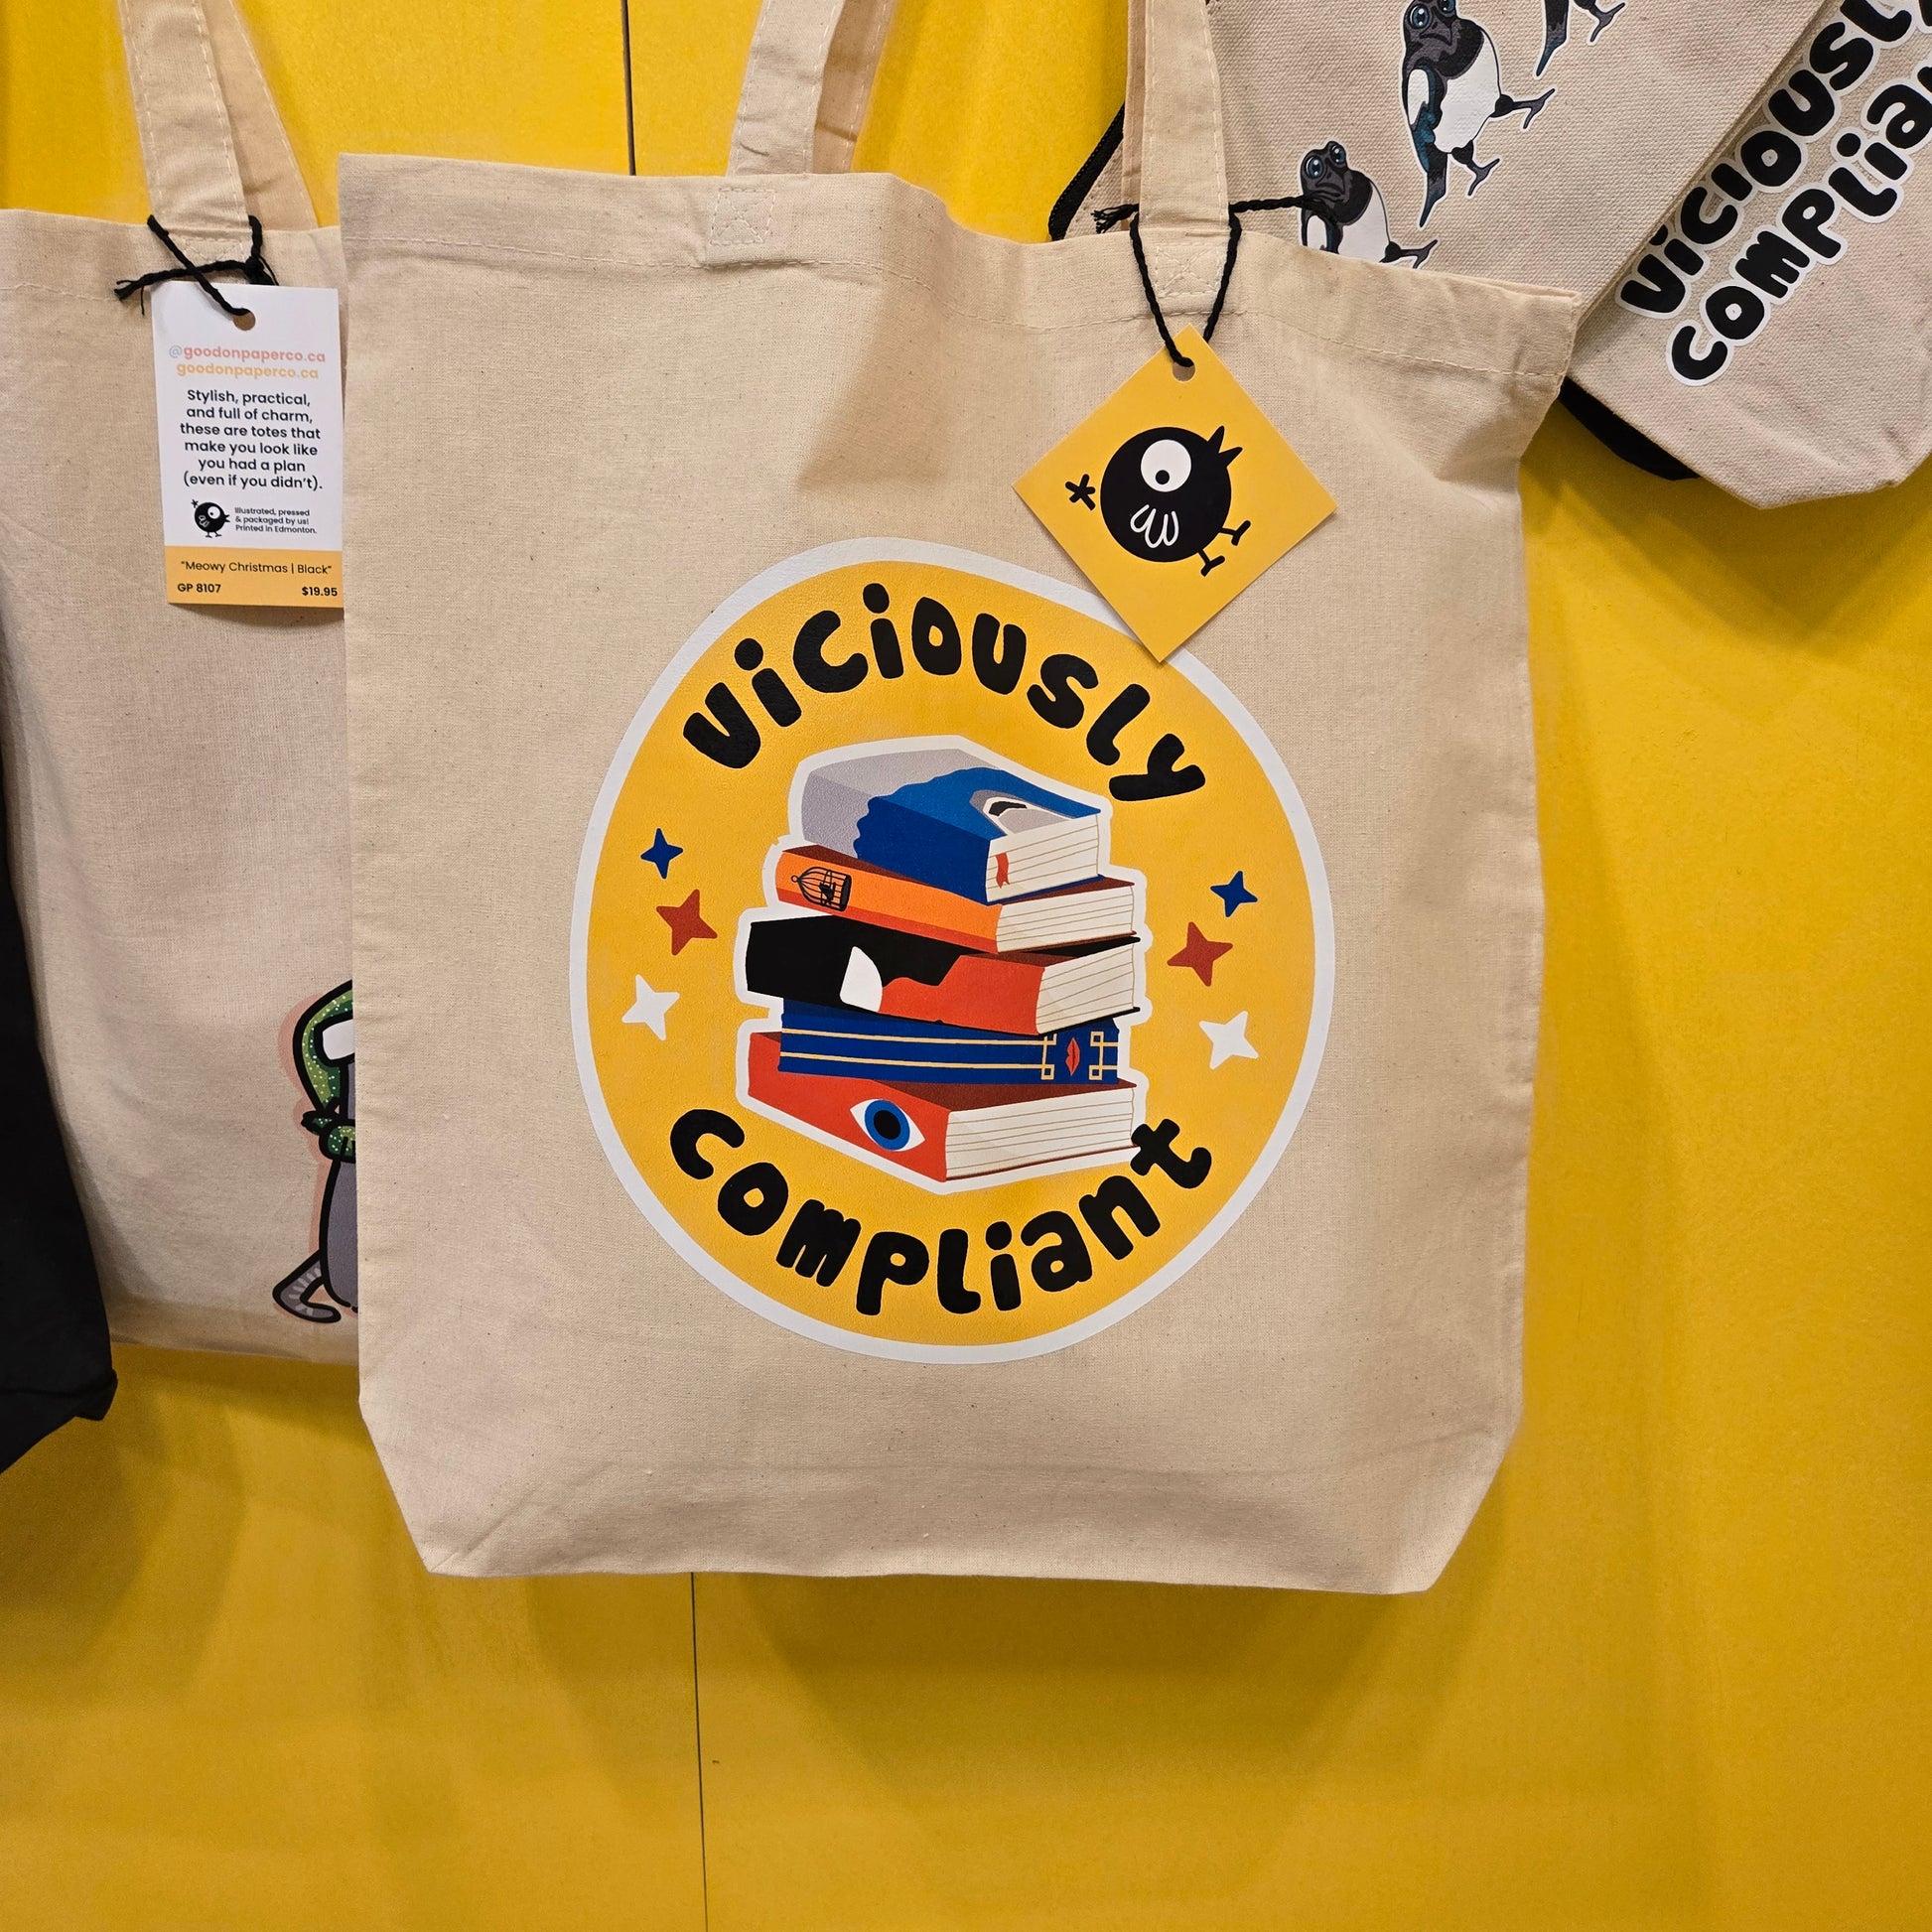 @goodonpaperco.ca
goodonpaperco.ca
Stylish, practical,
and full of charm,
these are totes that
make you look like
you had a plan
(even if you didn't).
Illustrated, pressed
& packaged by us!
Printed in Edmonton.
"Meowy Christmas | Black"
GP 8107 $19.95
viciously
compliant
viciously
complian